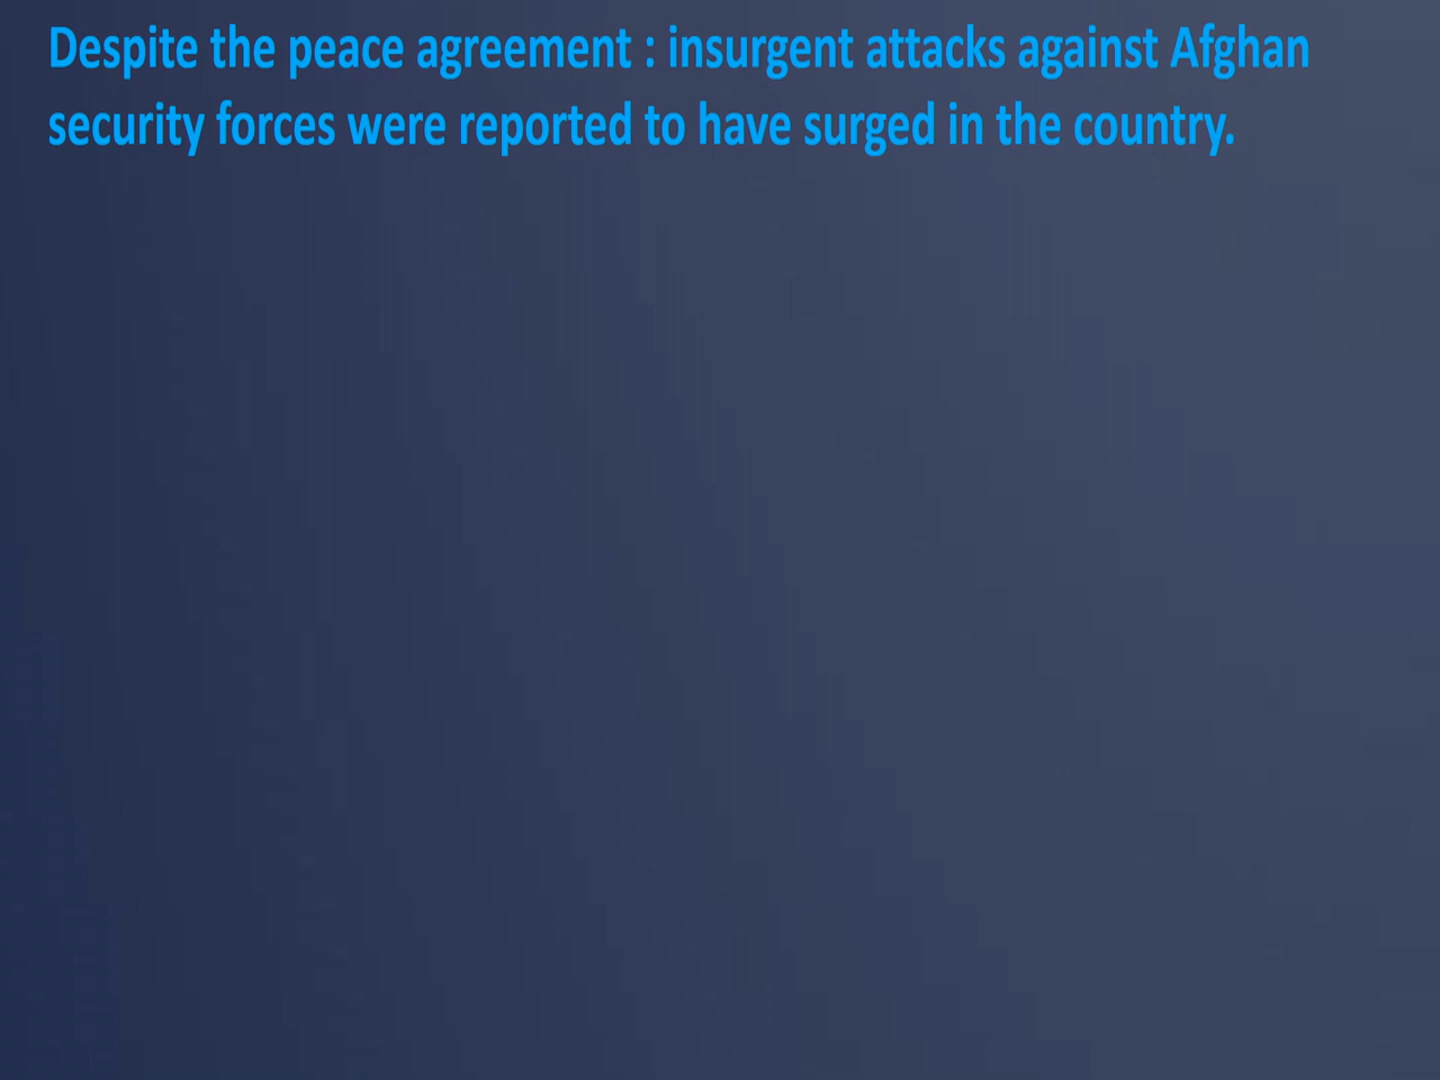 Despite the peace agreement : insurgent attacks against Afghan
security forces were reported to have surged in the country.